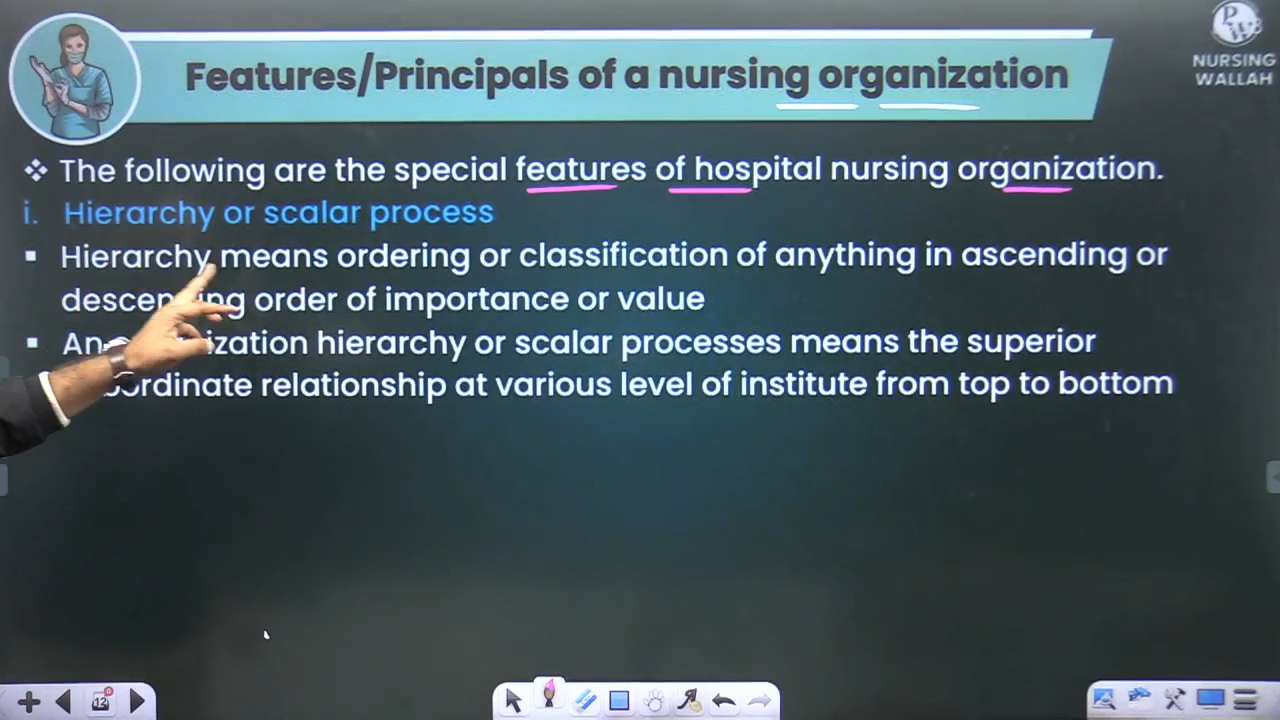 Features/Principals of a nursing organization
NURSING
WALLAH
❖ The following are the special features of hospital nursing organization.
i. Hierarchy or scalar process
▪ Hierarchy means ordering or classification of anything in ascending or
order of importance or value
▪ hierarchy or scalar processes means the superior
relationship at various level of institute from top to bottom
12